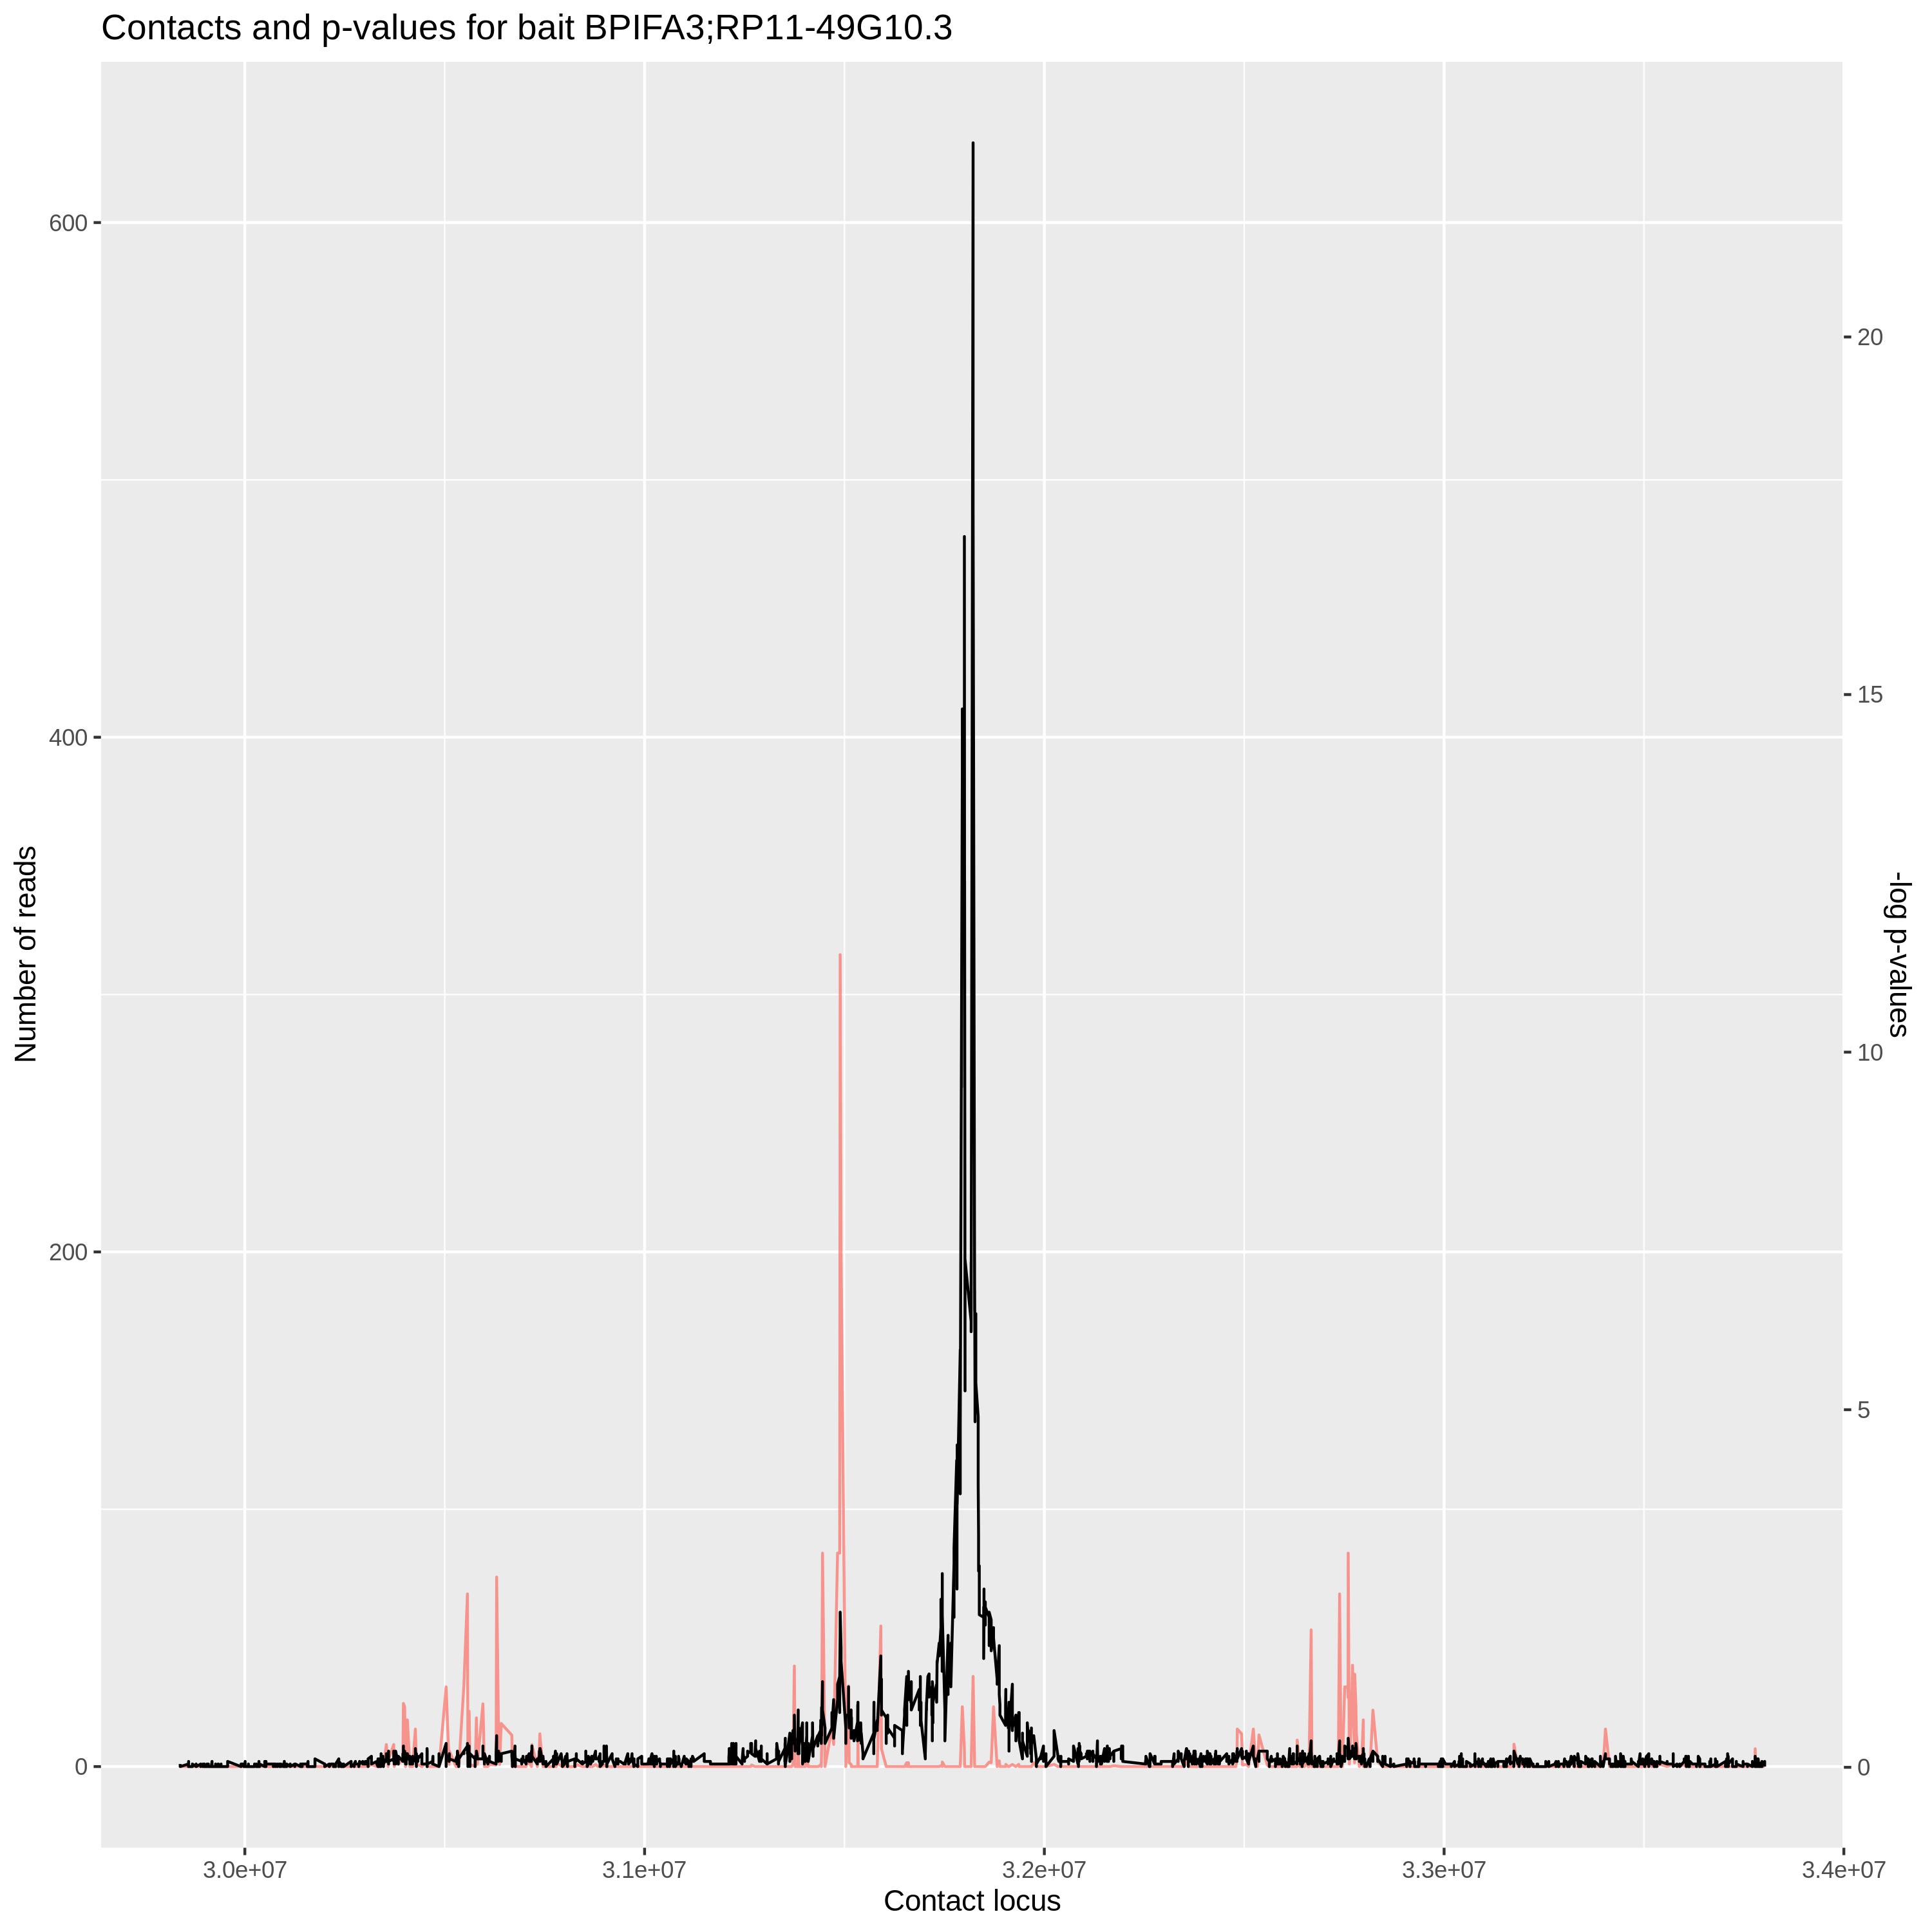 Contacts and p-values for bait BPIFA3;RP11-49G10.3
600
400
200
0
Number of reads
20
15
10
5
0
-log p-values
3.0e+07
3.1e+07
3.2e+07
3.3e+07
3.4e+07
Contact locus